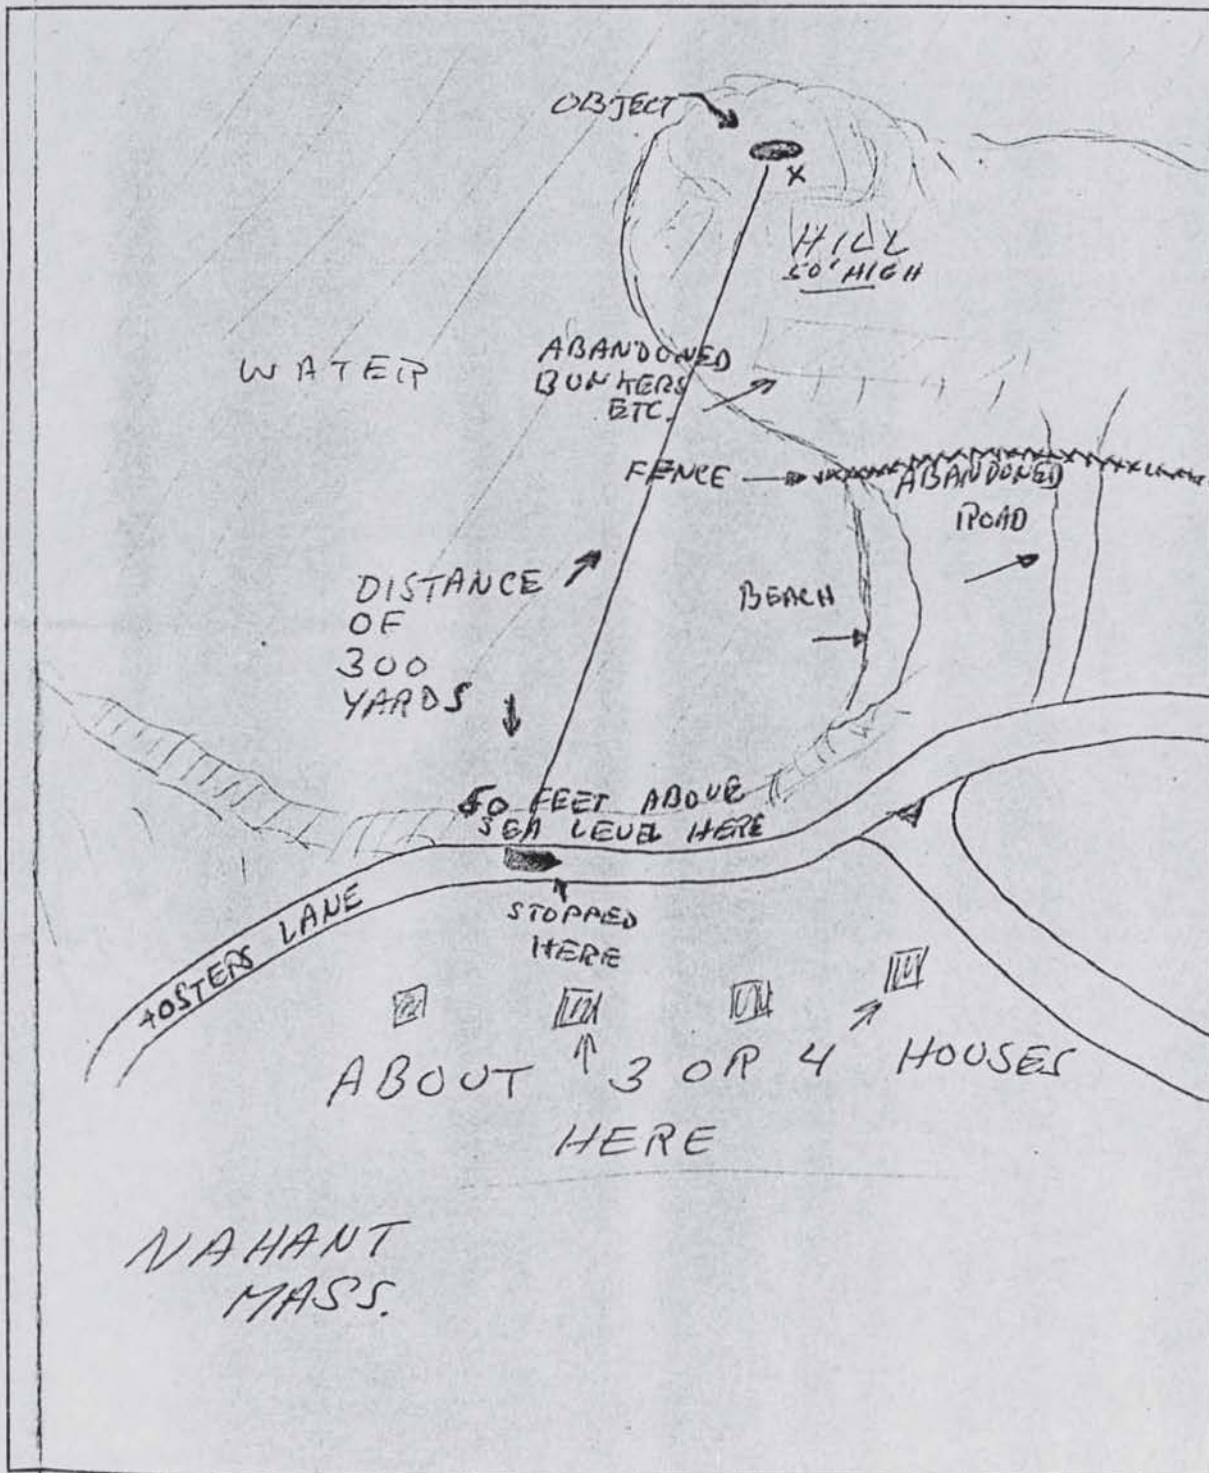 OBJECT
X
HILL
50' HIGH
WATER
ABANDONED
BUNKERS
ETC.
FENCE
ABANDONED
ROAD
DISTANCE
OF
300
YARDS
BEACH
FEET ABOVE
SEA LEVEL HERE
FOSTERS LANE
STOPPED
HERE
ABOUT 3 OR 4 HOUSES
HERE
NAHANT
MASS.